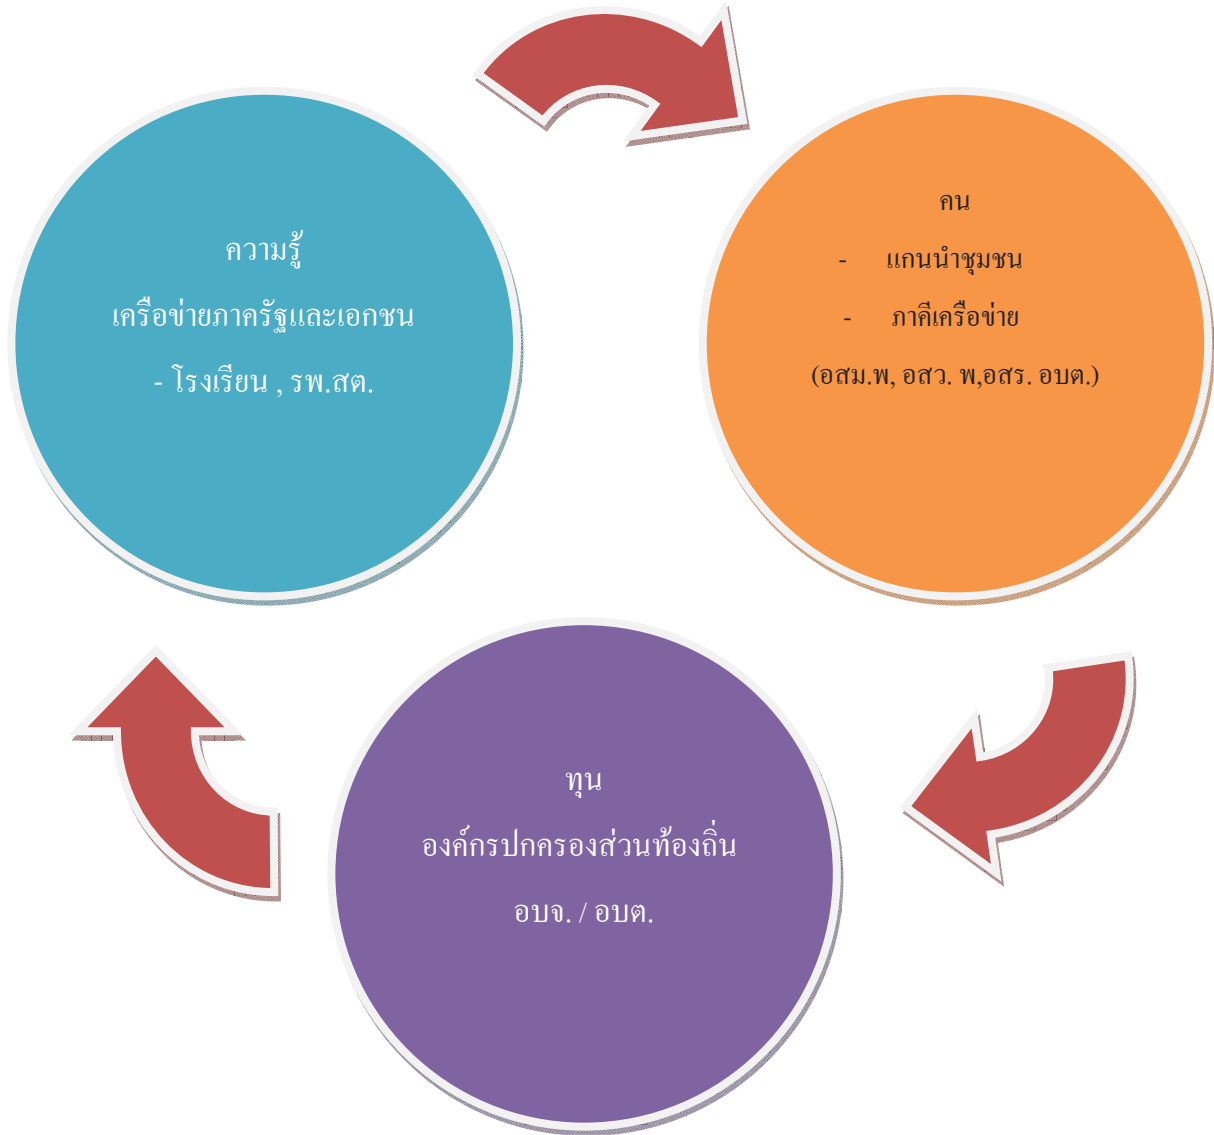 ความรู้
เครือข่ายภาครัฐและเอกชน
- โรงเรียน , รพ.สต.
คน
- แกนนำชุมชน
- ภาคีเครือข่าย
(อสม.พ, อสว. พ,อสร. อบต.)
ทุน
องค์กรปกครองส่วนท้องถิ่น
อบจ. / อบต.